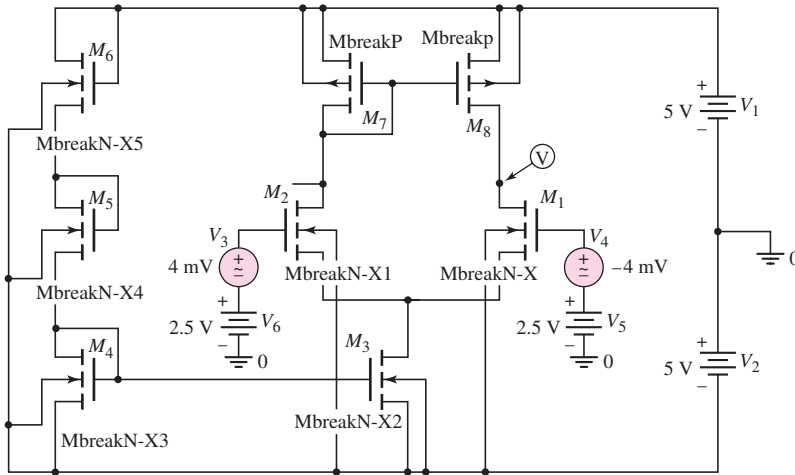 MbreakP
Mbreakp
M6
M7
M8
+
5 V
V1
−
MbreakN-X5
V
M5
M2
M1
V3
V4
4 mV
+
−4 mV
+
MbreakN-X1
MbreakN-X
0
MbreakN-X4
+
2.5 V
V6
−
0
+
2.5 V
V5
−
0
M4
M3
+
5 V
V2
−
MbreakN-X2
MbreakN-X3